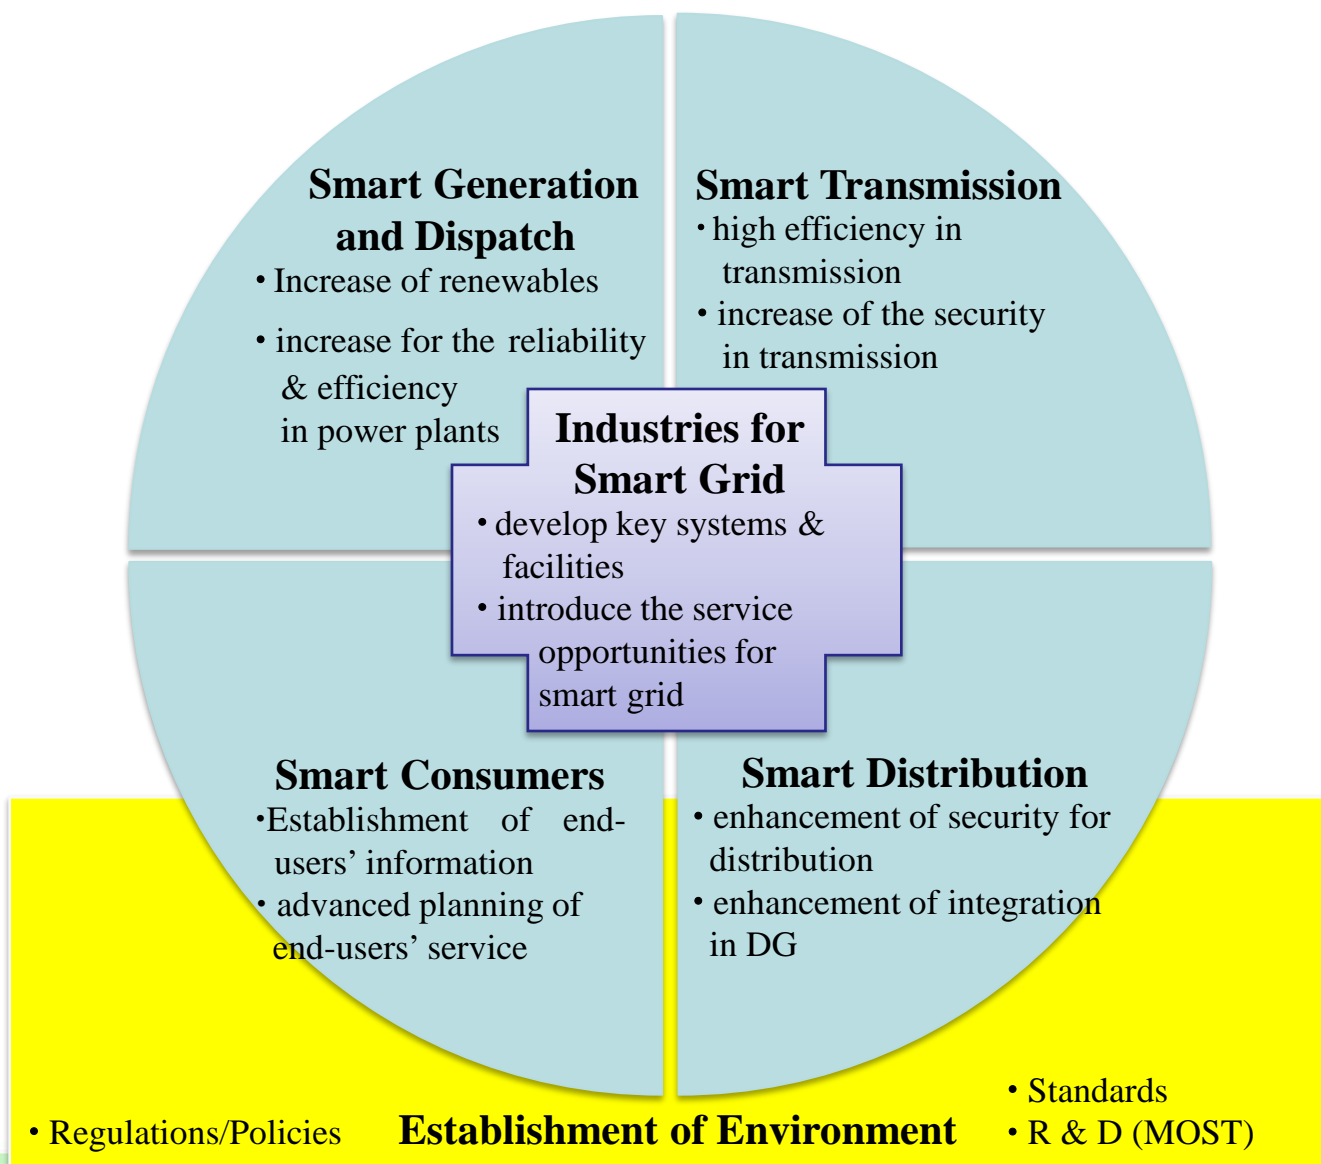 Smart Generation
and Dispatch
• Increase of renewables
• increase for the reliability
& efficiency
in power plants
Smart Transmission
• high efficiency in
transmission
• increase of the security
in transmission
Industries for
Smart Grid
• develop key systems &
facilities
• introduce the service
opportunities for
smart grid
Smart Consumers
•Establishment of end-
users’ information
• advanced planning of
end-users’ service
Smart Distribution
• enhancement of security for
distribution
• enhancement of integration
in DG
• Regulations/Policies
Establishment of Environment
• Standards
• R & D (MOST)